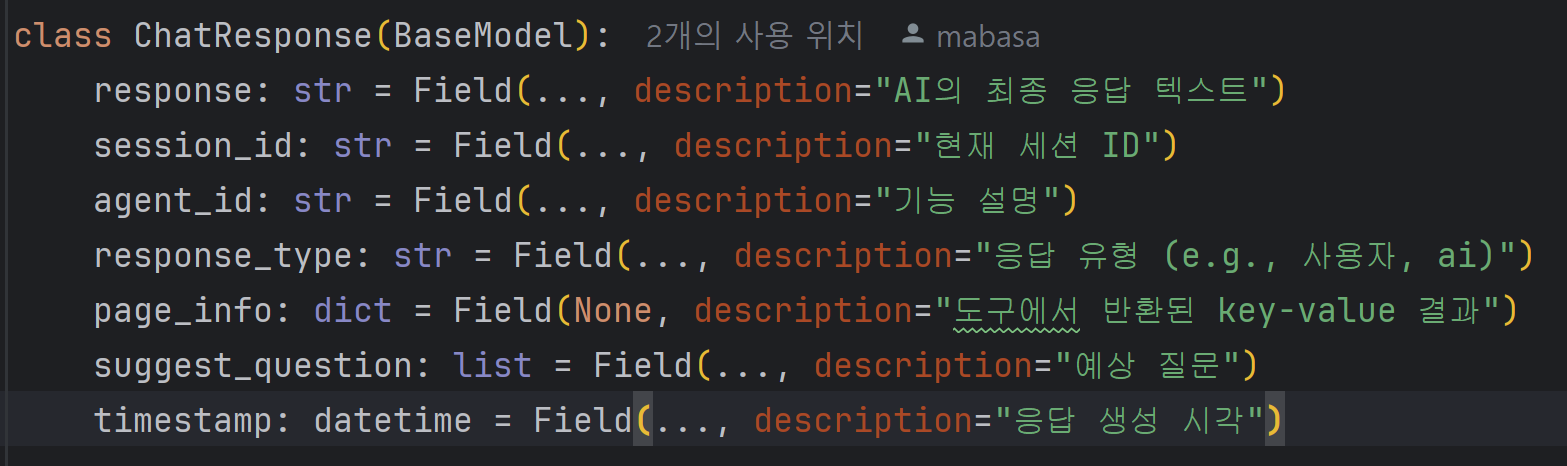 class ChatResponse(BaseModel): 2개의 사용 위치 mabasa
    response: str = Field(..., description="AI의 최종 응답 텍스트")
    session_id: str = Field(..., description="현재 세션 ID")
    agent_id: str = Field(..., description="기능 설명")
    response_type: str = Field(..., description="응답 유형 (e.g., 사용자, ai)")
    page_info: dict = Field(None, description="도구에서 반환된 key-value 결과")
    suggest_question: list = Field(..., description="예상 질문")
    timestamp: datetime = Field(..., description="응답 생성 시각")